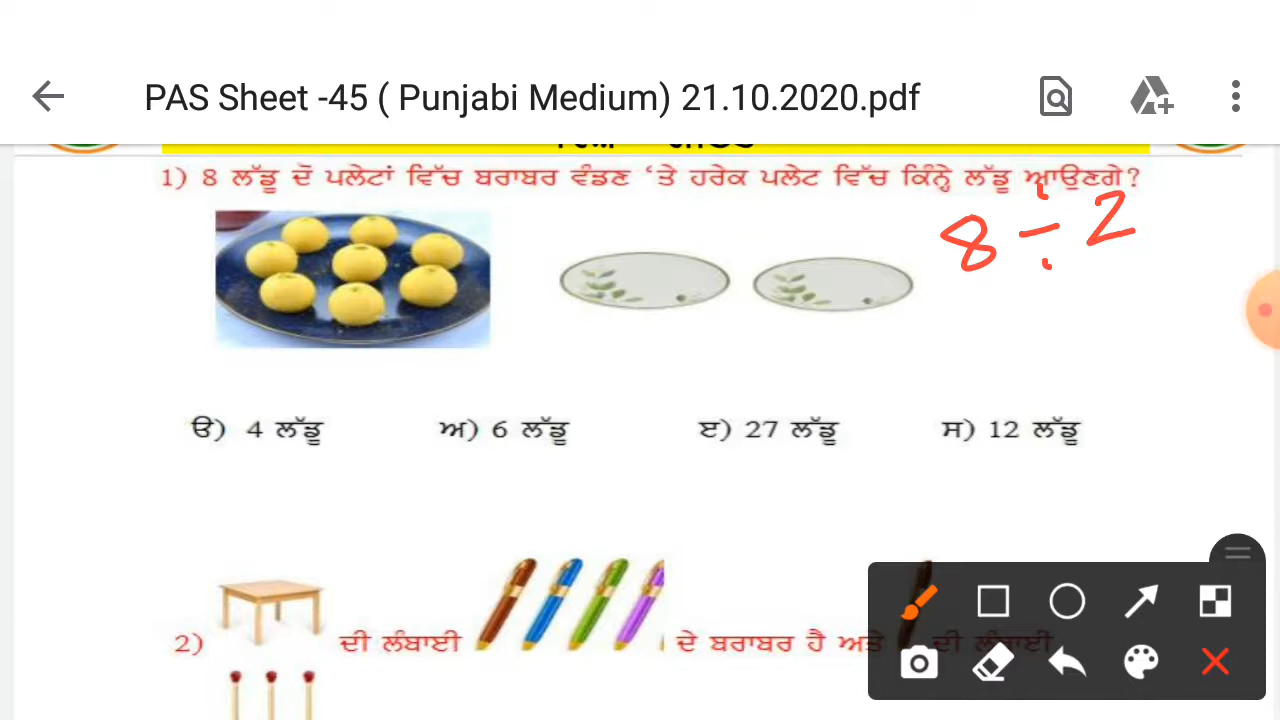 PAS Sheet -45 ( Punjabi Medium) 21.10.2020.pdf
1) 8 ਲੱਡੂ ਦੋ ਪਲੇਟਾਂ ਵਿੱਚ ਬਰਾਬਰ ਵੰਡਣ ‘ਤੇ ਹਰੇਕ ਪਲੇਟ ਵਿੱਚ ਕਿੰਨ੍ਹੇ ਲੱਡੂ ਆਉਣਗੇ?
8 ÷ 2
ੳ) 4 ਲੱਡੂ ਅ) 6 ਲੱਡੂ ੲ) 27 ਲੱਡੂ ਸ) 12 ਲੱਡੂ
2) ਦੀ ਲੰਬਾਈ ਦੇ ਬਰਾਬਰ ਹੈ ਅਤੇ ਦੀ ਲੰਬਾਈ